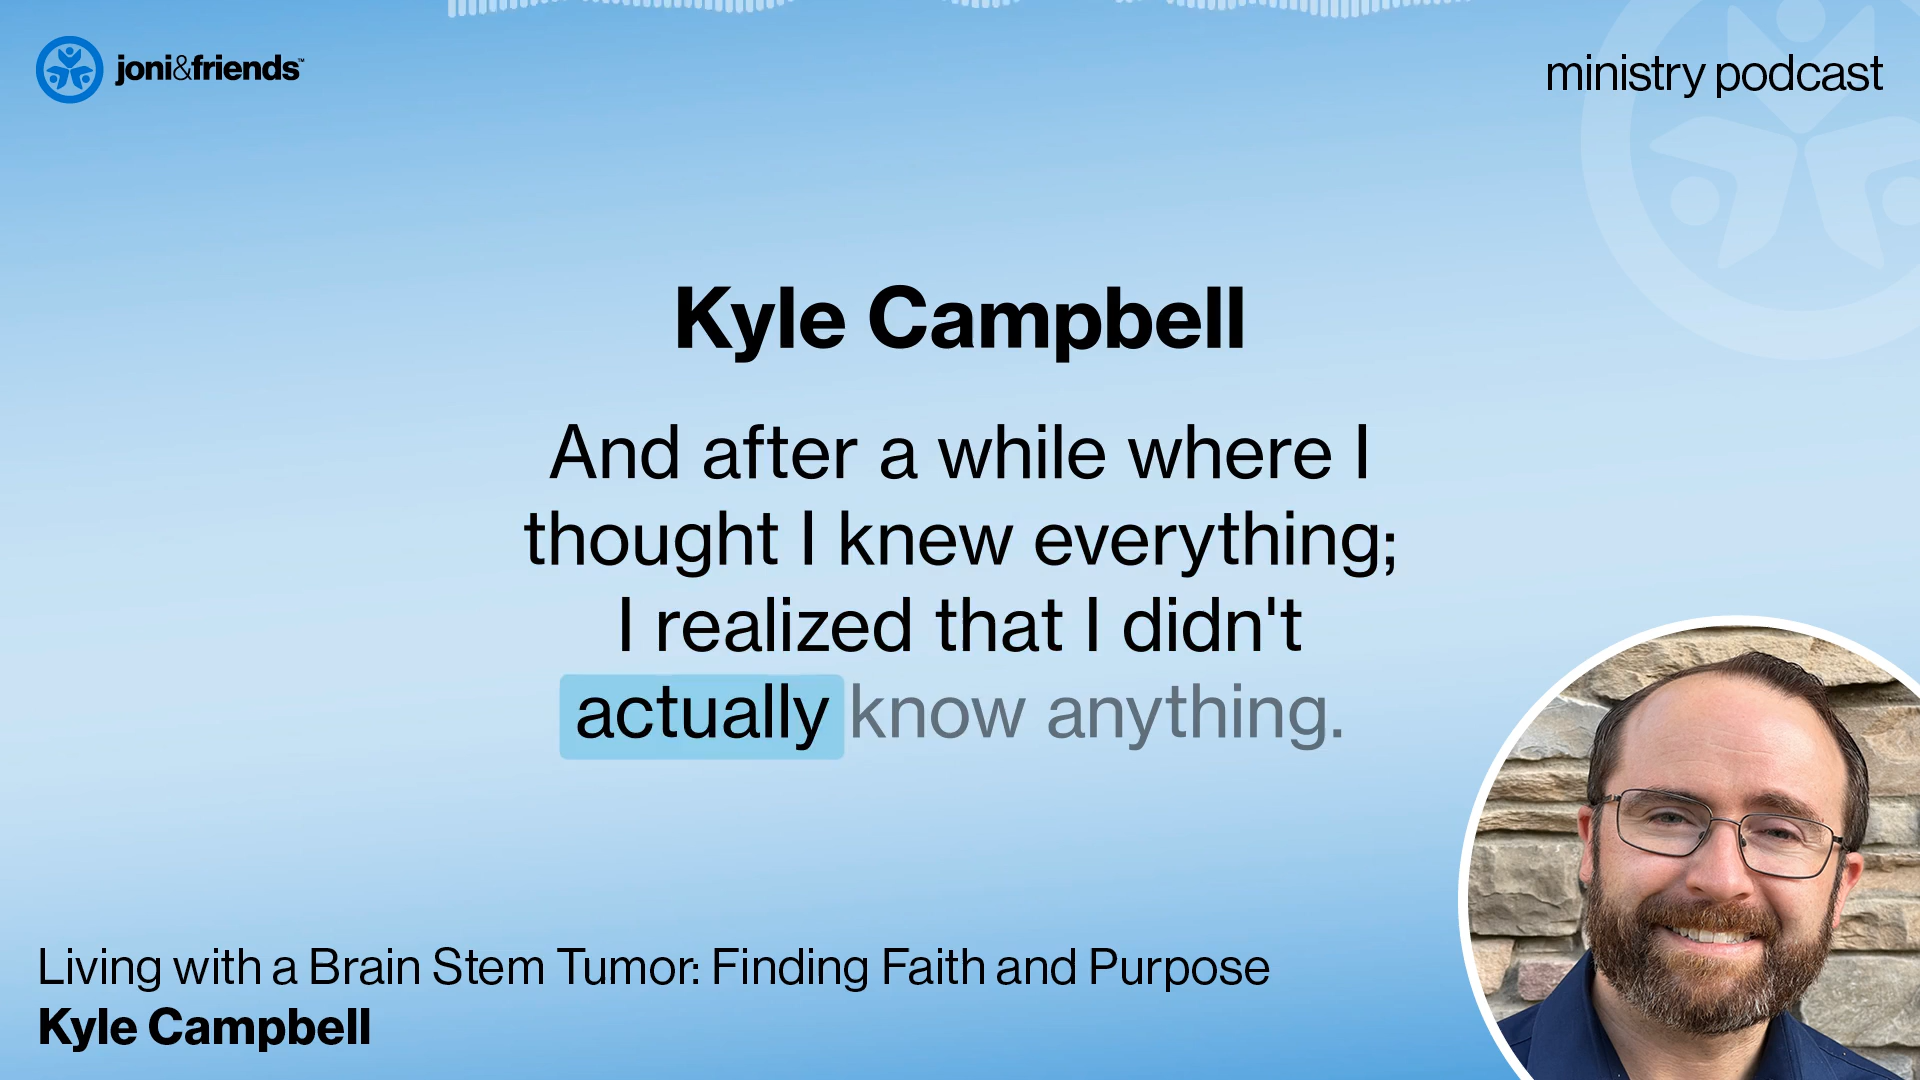 joni&friends™
ministry podcast
Kyle Campbell
And after a while where I
thought I knew everything;
I realized that I didn't
actually know anything.
Living with a Brain Stem Tumor: Finding Faith and Purpose
Kyle Campbell